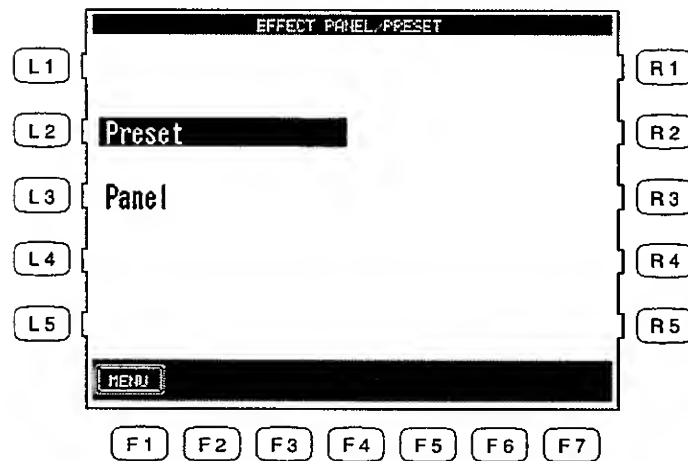 EFFECT PANEL/PRESET
L1
R1
L2
Preset
R2
L3
Panel
R3
L4
R4
L5
R5
MENU
F1 F2 F3 F4 F5 F6 F7